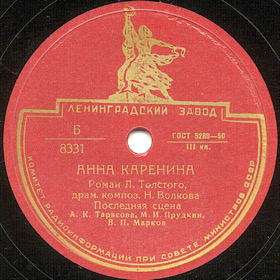 ЛЕНИНГРАДСКИЙ ЗАВОД
Б
8331
ГОСТ 5289-50
III кл.
АННА КАРЕНИНА
Роман Л. Толстого,
драм. композ. Н. Волкова
Последняя сцена
А. К. Тарасова, М. И. Прудкин,
В. П. Марков
КОМИТЕТ РАДИОИНФОРМАЦИИ ПРИ СОВЕТЕ МИНИСТРОВ СССР